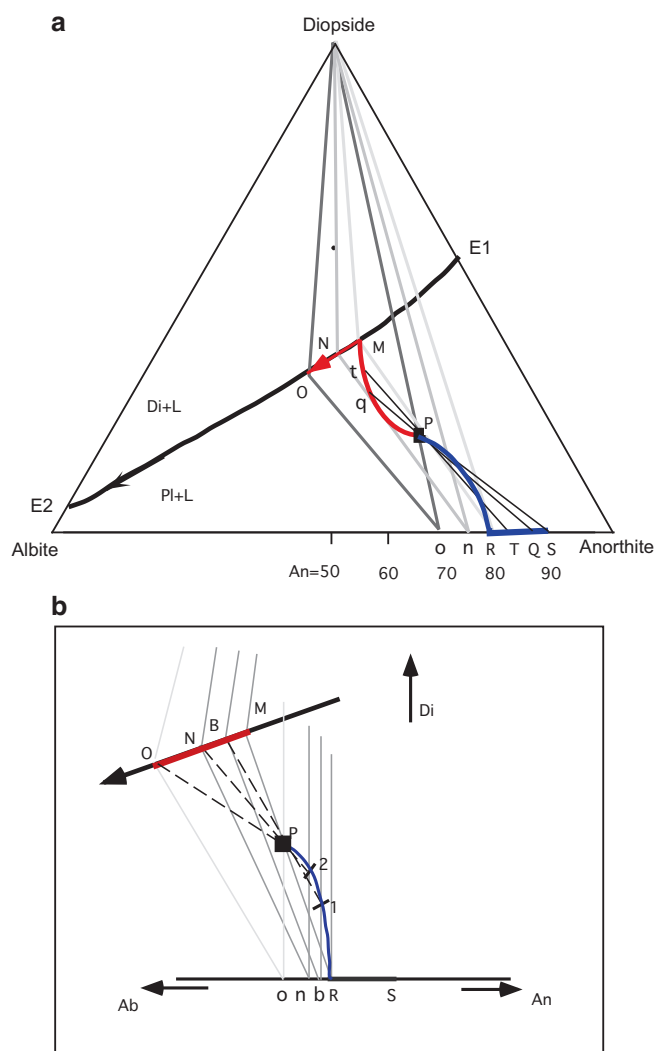 a
Diopside
E1
N
M
O
t
P
q
Di+L
Pl+L
E2
Albite
o n R T Q S
Anorthite
An=50 60 70 80 90
b
M
B
N
O
Di
P
2
1
o n b R S
Ab
An